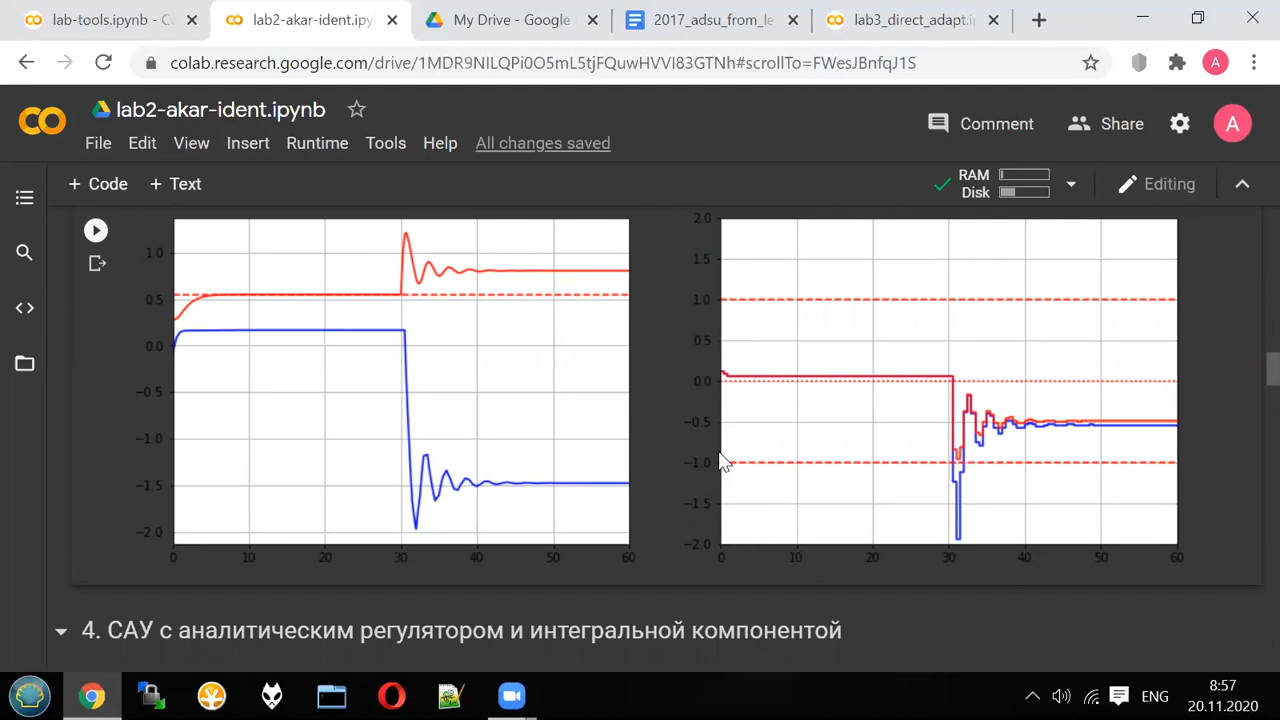 lab-tools.ipynb - C
lab2-akar-ident.ipy
My Drive - Google
2017_adsu_from_le
lab3_direct_adapt.i
colab.research.google.com/drive/1MDR9NILQPi0O5mL5tjFQuwHVVI83GTNh#scrollTo=FWesJBnfqJ1S
A
lab2-akar-ident.ipynb
Comment
Share
A
File Edit View Insert Runtime Tools Help All changes saved
+ Code + Text
RAM
Disk
Editing
1.0
0.5
0.0
−0.5
−1.0
−1.5
−2.0
0 10 20 30 40 50 60
2.0
1.5
1.0
0.5
0.0
−0.5
−1.0
−1.5
−2.0
0 10 20 30 40 50 60
4. САУ с аналитическим регулятором и интегральной компонентой
ENG
8:57
20.11.2020